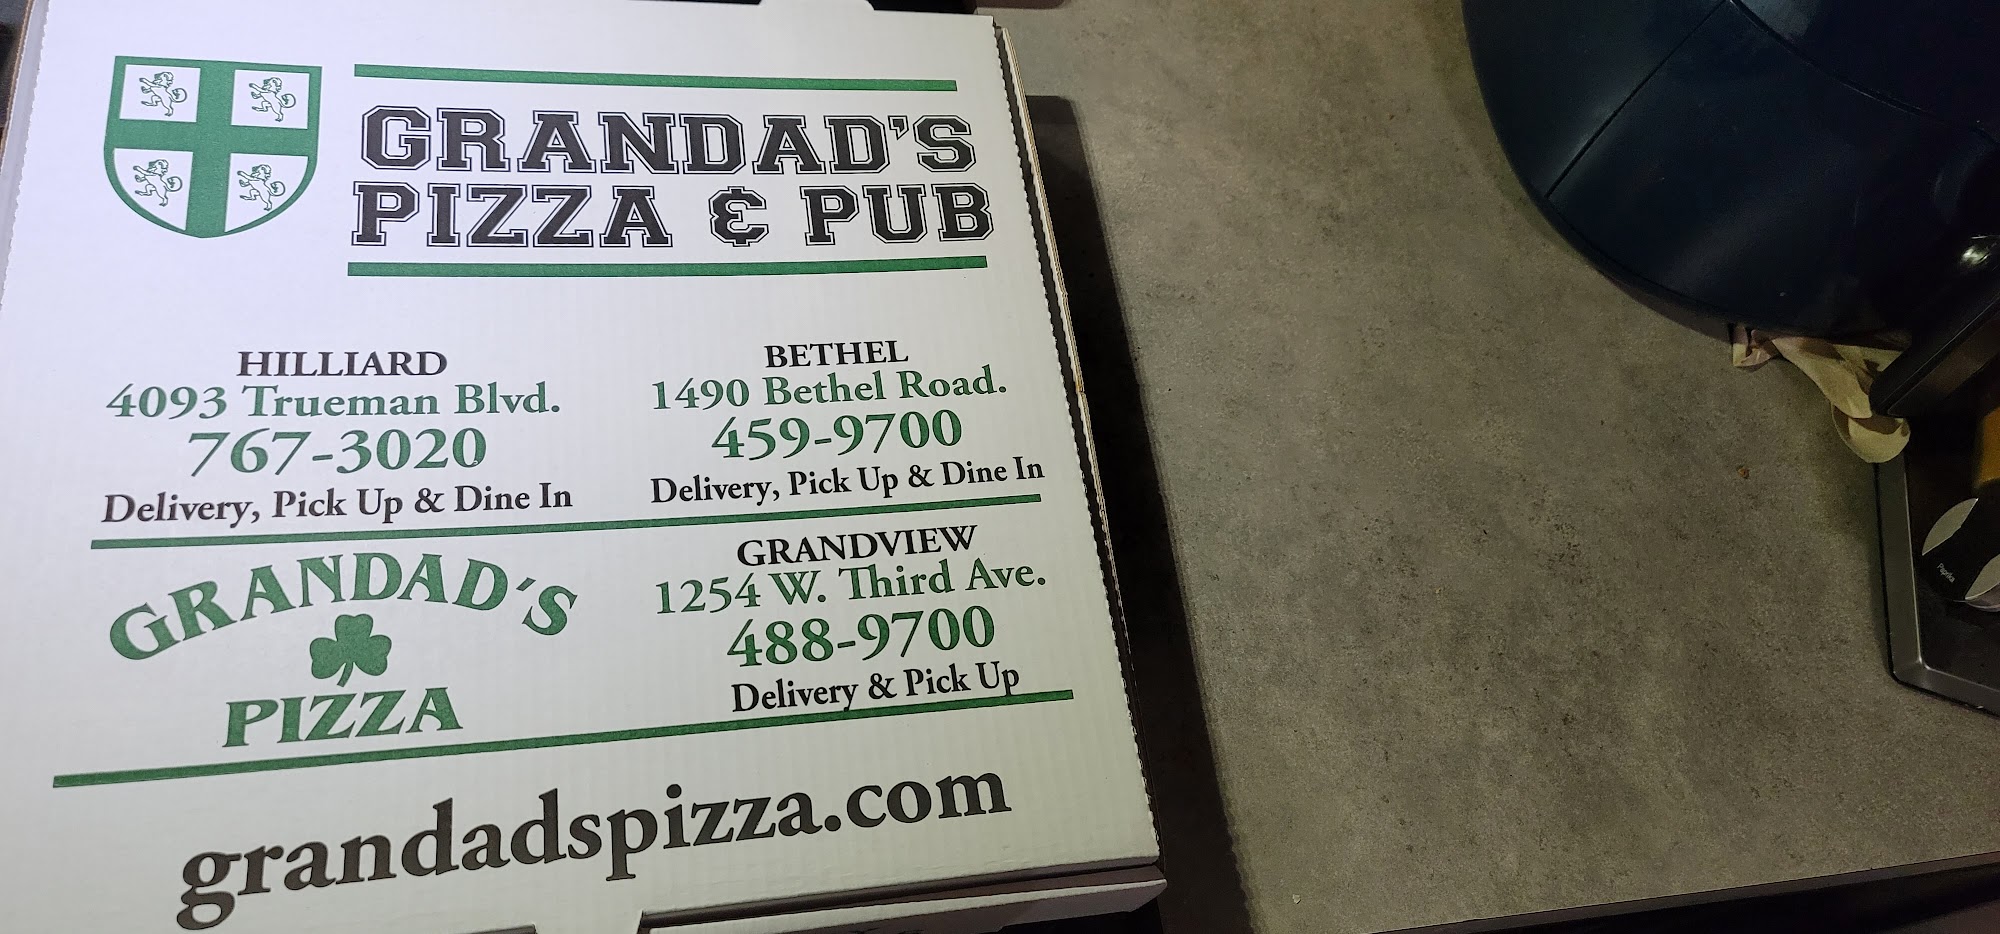 GRANDAD'S
PIZZA & PUB
HILLIARD
4093 Trueman Blvd.
767-3020
Delivery, Pick Up & Dine In
BETHEL
1490 Bethel Road.
459-9700
Delivery, Pick Up & Dine In
GRANDAD'S
PIZZA
GRANDVIEW
1254 W. Third Ave.
488-9700
Delivery & Pick Up
grandadspizza.com
Paprika